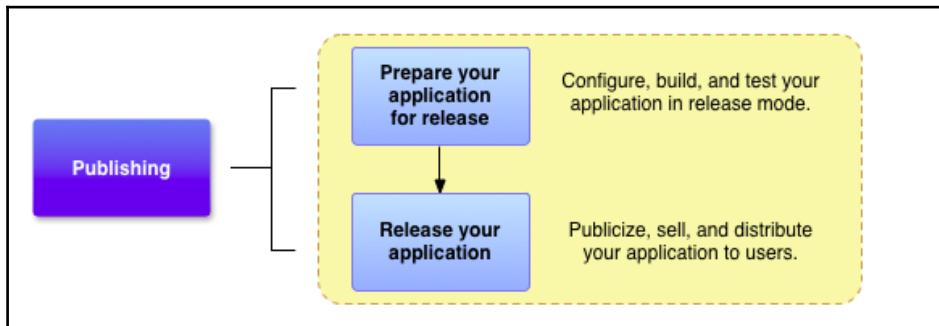 Publishing
Prepare your
application
for release
Configure, build, and test your
application in release mode.
Release your
application
Publicize, sell, and distribute
your application to users.